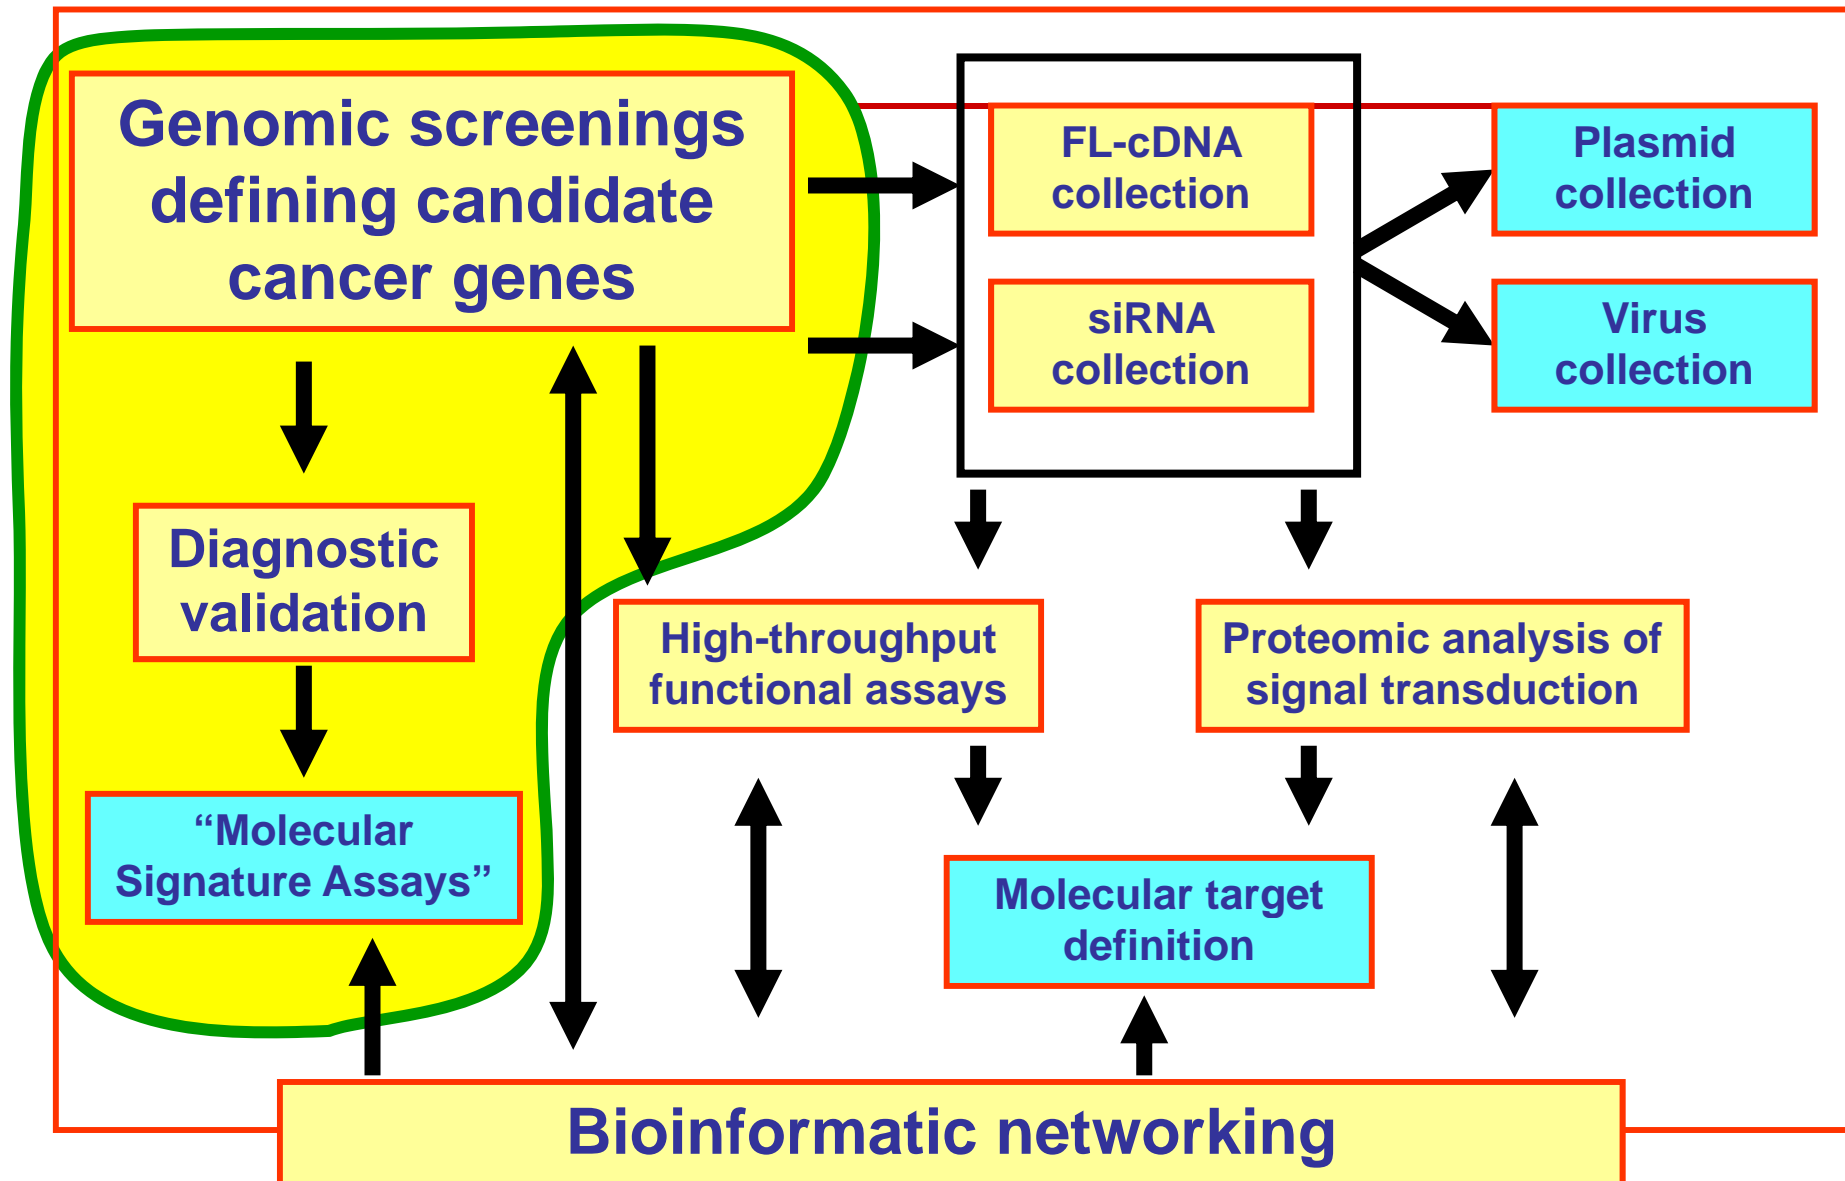 Genomic screenings
defining candidate
cancer genes
FL-cDNA
collection
Plasmid
collection
siRNA
collection
Virus
collection
Diagnostic
validation
High-throughput
functional assays
Proteomic analysis of
signal transduction
“Molecular
Signature Assays”
Molecular target
definition
Bioinformatic networking